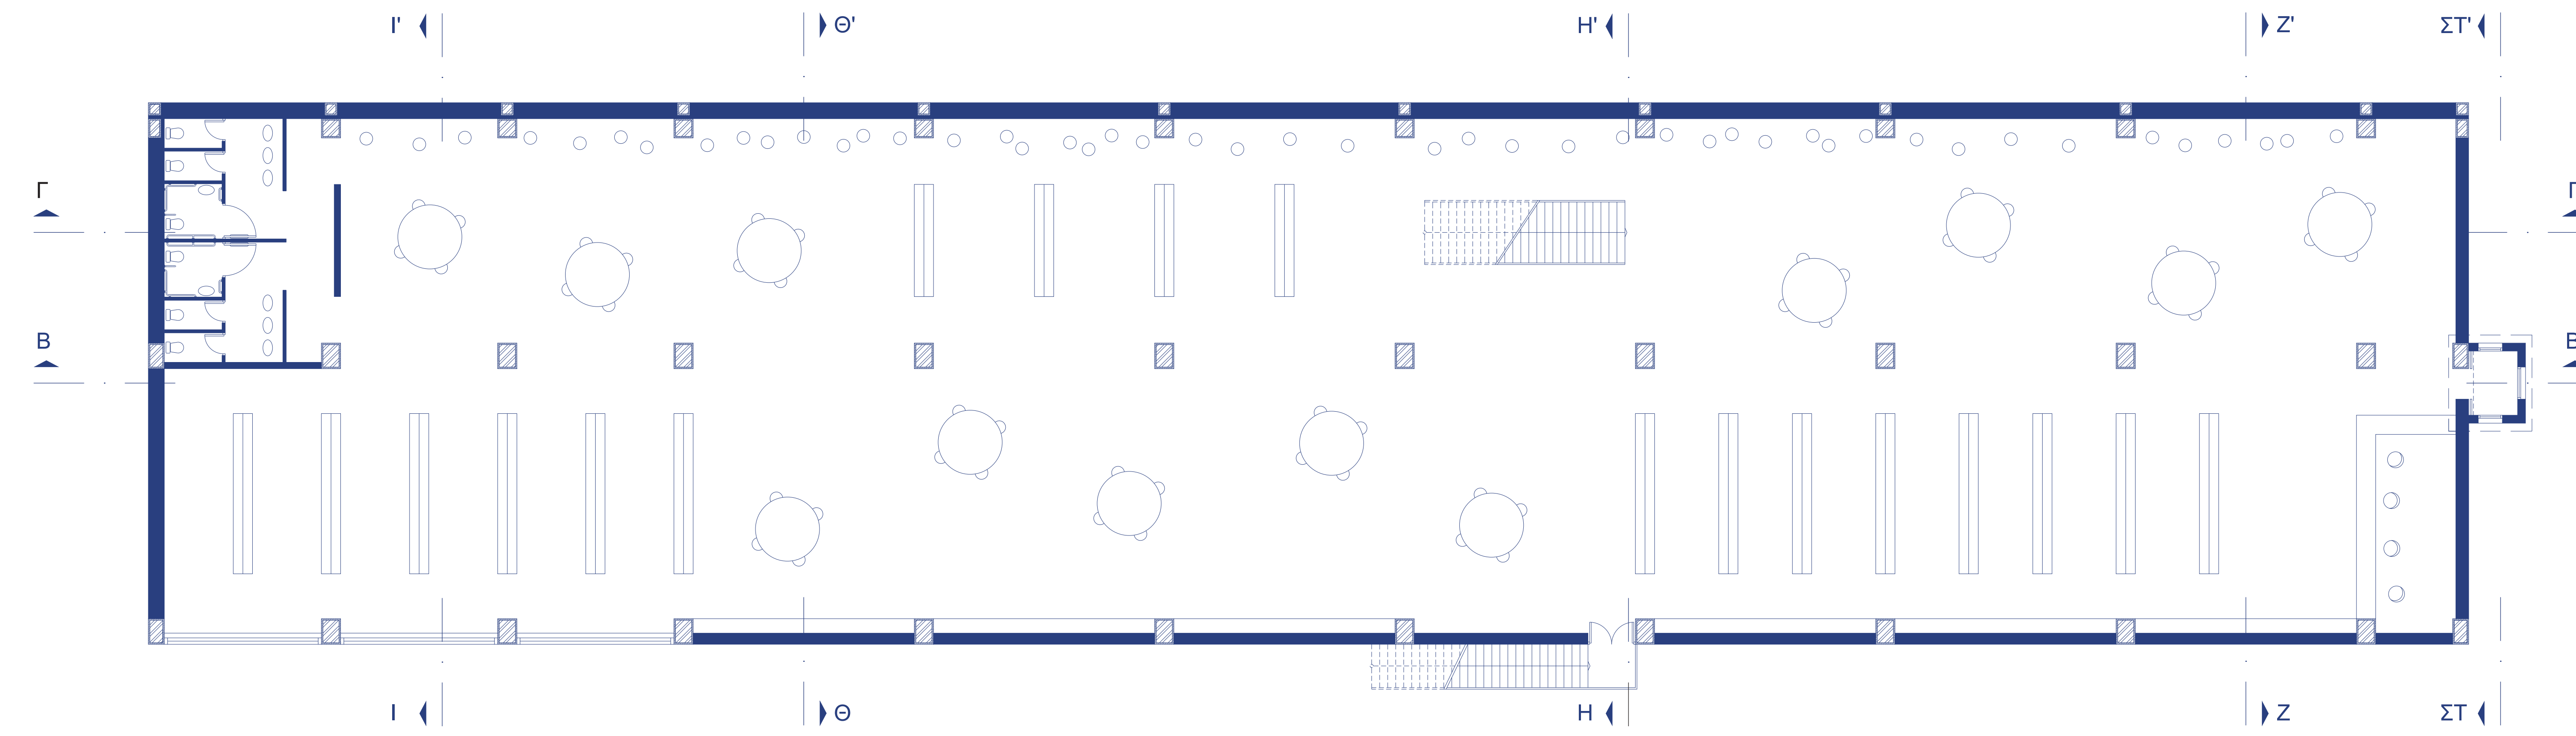 Ι' Θ' Η' Ζ' ΣΤ'
Γ Γ
Β Β
Ι Θ Η Ζ ΣΤ